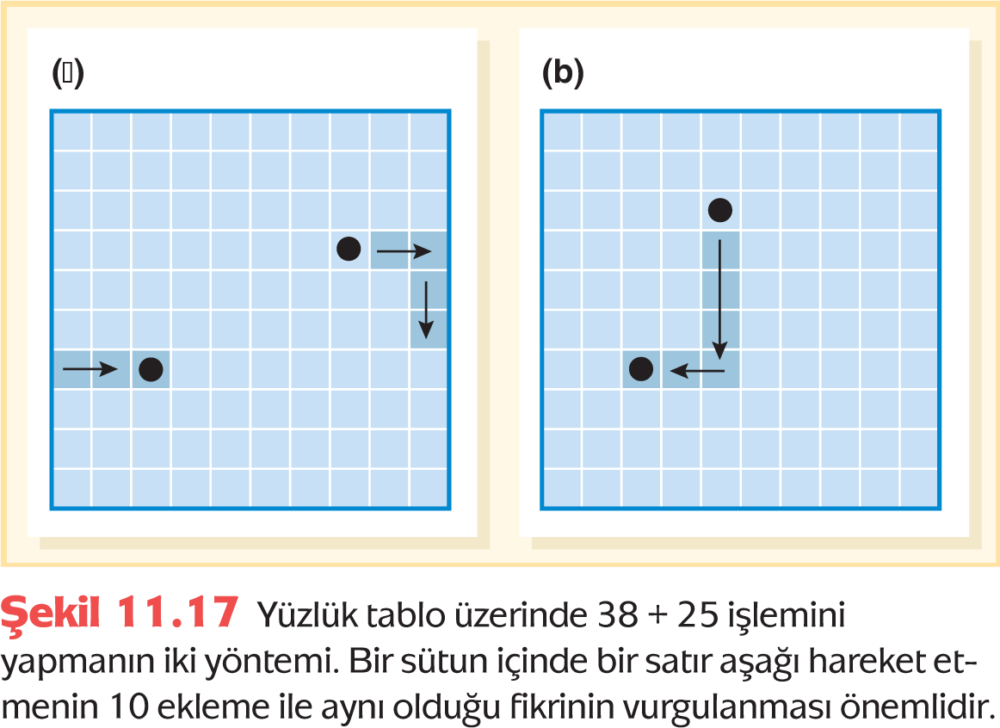 (▯)
(b)
Şekil 11.17 Yüzlük tablo üzerinde 38 + 25 işlemini
yapmanın iki yöntemi. Bir sütun içinde bir satır aşağı hareket et-
menin 10 ekleme ile aynı olduğu fikrinin vurgulanması önemlidir.